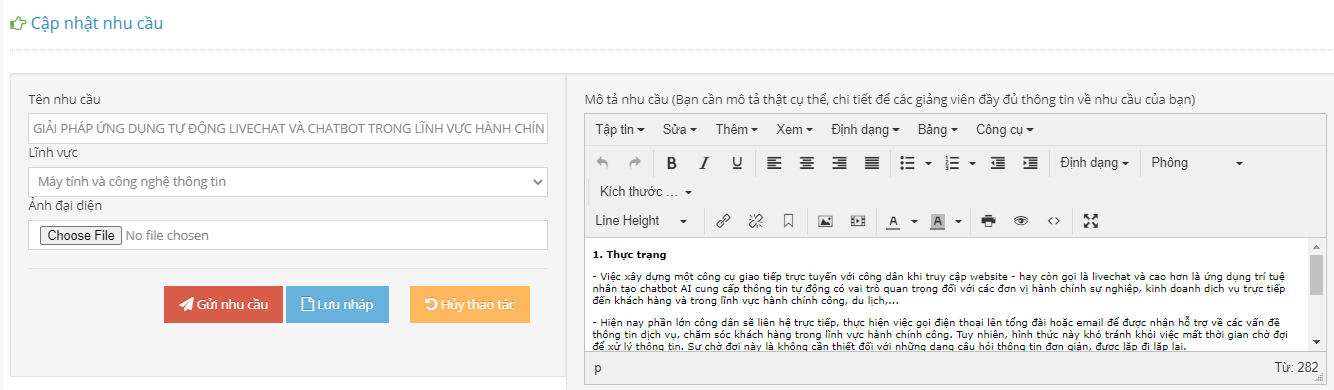 Cập nhật nhu cầu
Tên nhu cầu
GIẢI PHÁP ỨNG DỤNG TỰ ĐỘNG LIVECHAT VÀ CHATBOT TRONG LĨNH VỰC HÀNH CHÍN
Lĩnh vực
Máy tính và công nghệ thông tin
Ảnh đại diện
Choose File No file chosen
Gửi nhu cầu Lưu nháp Hủy thao tác
Mô tả nhu cầu (Bạn cần mô tả thật cụ thể, chi tiết để các giảng viên đầy đủ thông tin về nhu cầu của bạn)
Tập tin Sửa Thêm Xem Định dạng Bảng Công cụ
B I U Định dạng Phông
Kích thước ...
Line Height A A
1. Thực trạng
- Việc xây dựng một công cụ giao tiếp trực tuyến với công dân khi truy cập website - hay còn gọi là livechat và cao hơn là ứng dụng trí tuệ
nhân tạo chatbot AI cung cấp thông tin tự động có vai trò quan trọng đối với các đơn vị hành chính sự nghiệp, kinh doanh dịch vụ trực tiếp
đến khách hàng và trong lĩnh vực hành chính công, du lịch,...
- Hiện nay phần lớn công dân sẽ liên hệ trực tiếp, thực hiện việc gọi điện thoại lên tổng đài hoặc email để được nhận hỗ trợ về các vấn đề
thông tin dịch vụ, chăm sóc khách hàng trong lĩnh vực hành chính công. Tuy nhiên, hình thức này khó tránh khỏi việc mất thời gian chờ đợi
để xử lý thông tin. Sự chờ đợi này là không cần thiết đối với những dạng câu hỏi thông tin đơn giản, được lặp đi lặp lại.
p Từ: 282